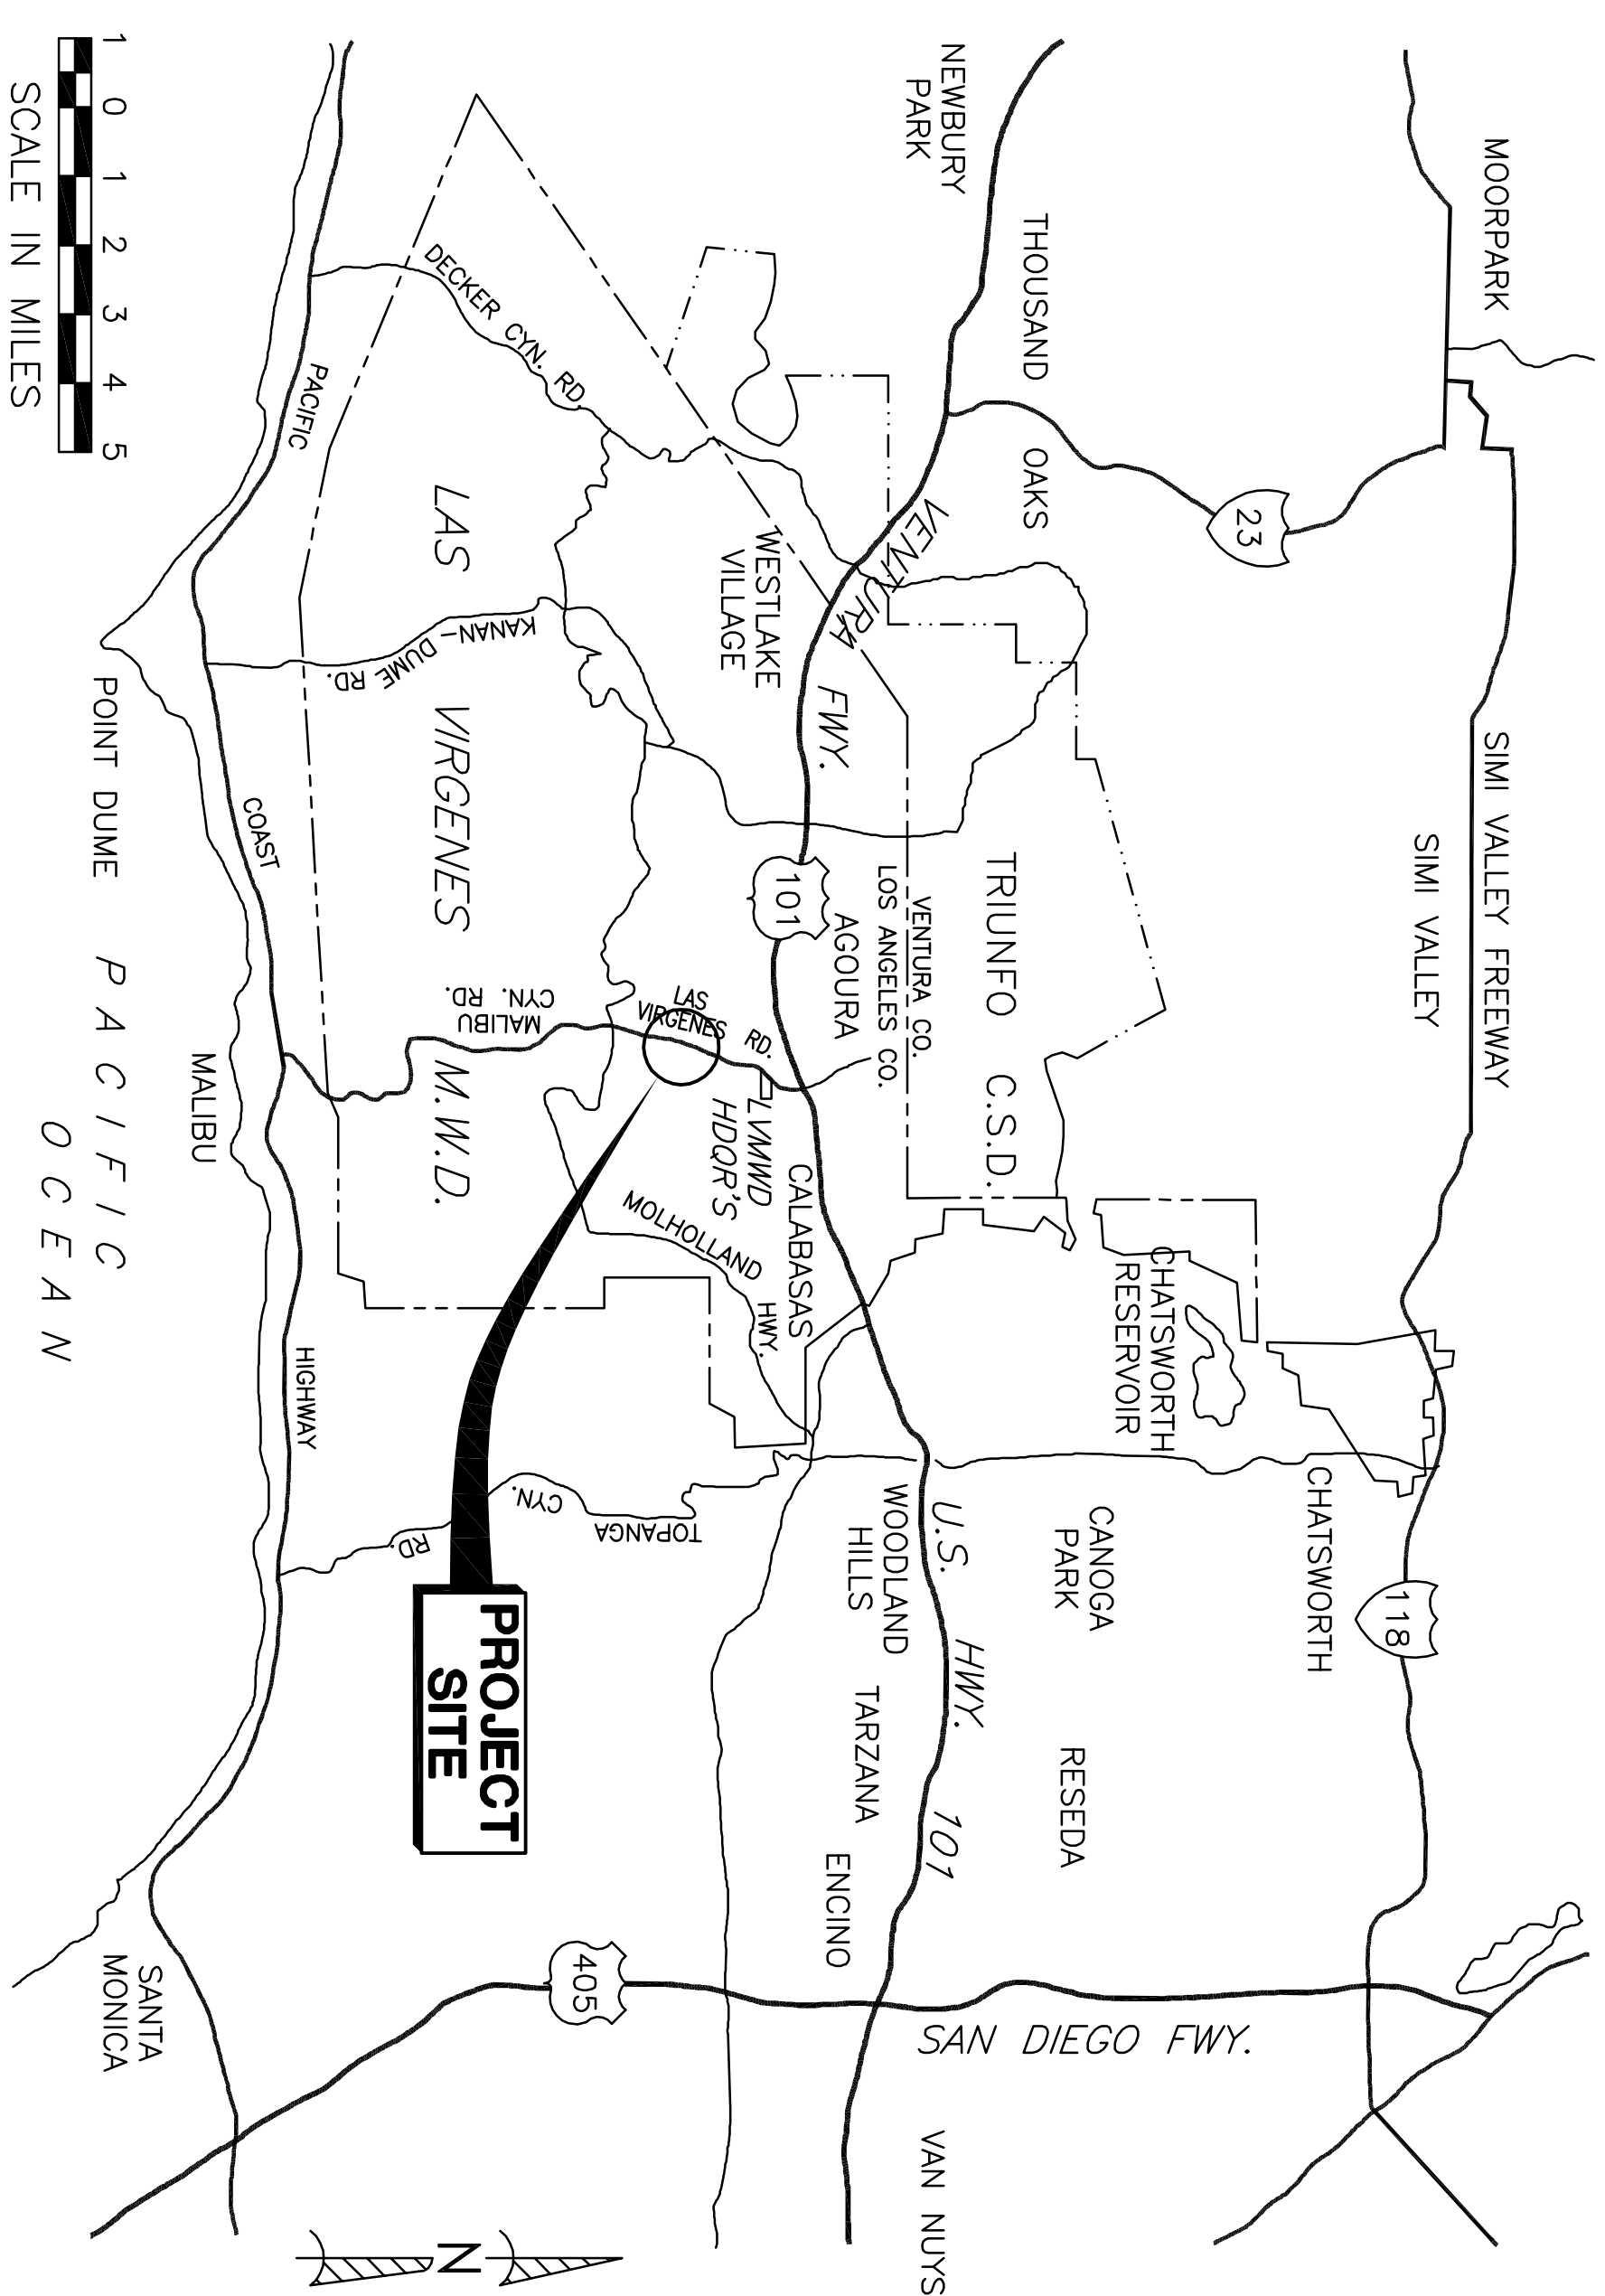 MOORPARK
SIMI VALLEY FREEWAY
SIMI VALLEY
118
23
CHATSWORTH
CHATSWORTH
RESERVOIR
NEWBURY
PARK
THOUSAND OAKS
TRIUNFO C.S.D.
CANOGA
PARK
RESEDA
SAN DIEGO FWY.
VENTURA FWY.
VENTURA CO.
LOS ANGELES CO.
U.S. HWY. 101
VAN NUYS
101
AGOURA
WESTLAKE
VILLAGE
CALABASAS
WOODLAND
HILLS
TARZANA
ENCINO
LVMWD
HDQR'S
LAS
VIRGENES RD.
MOLHOLLAND HWY.
DECKER CYN. RD.
KANAN-DUME RD.
MALIBU
CYN. RD.
TOPANGA CYN. RD.
405
LAS VIRGENES M.W.D.
PROJECT
SITE
PACIFIC COAST HIGHWAY
MALIBU
POINT DUME
PACIFIC
OCEAN
SANTA
MONICA
N
1 0 1 2 3 4 5
SCALE IN MILES